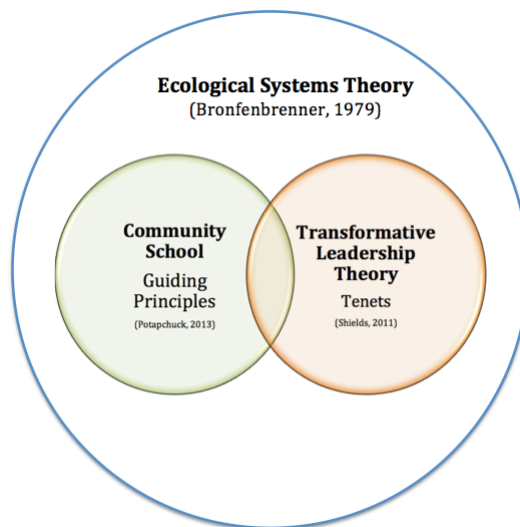 Ecological Systems Theory
(Bronfenbrenner, 1979)
Community
School
Guiding
Principles
(Potapchuck, 2013)
Transformative
Leadership
Theory
Tenets
(Shields, 2011)